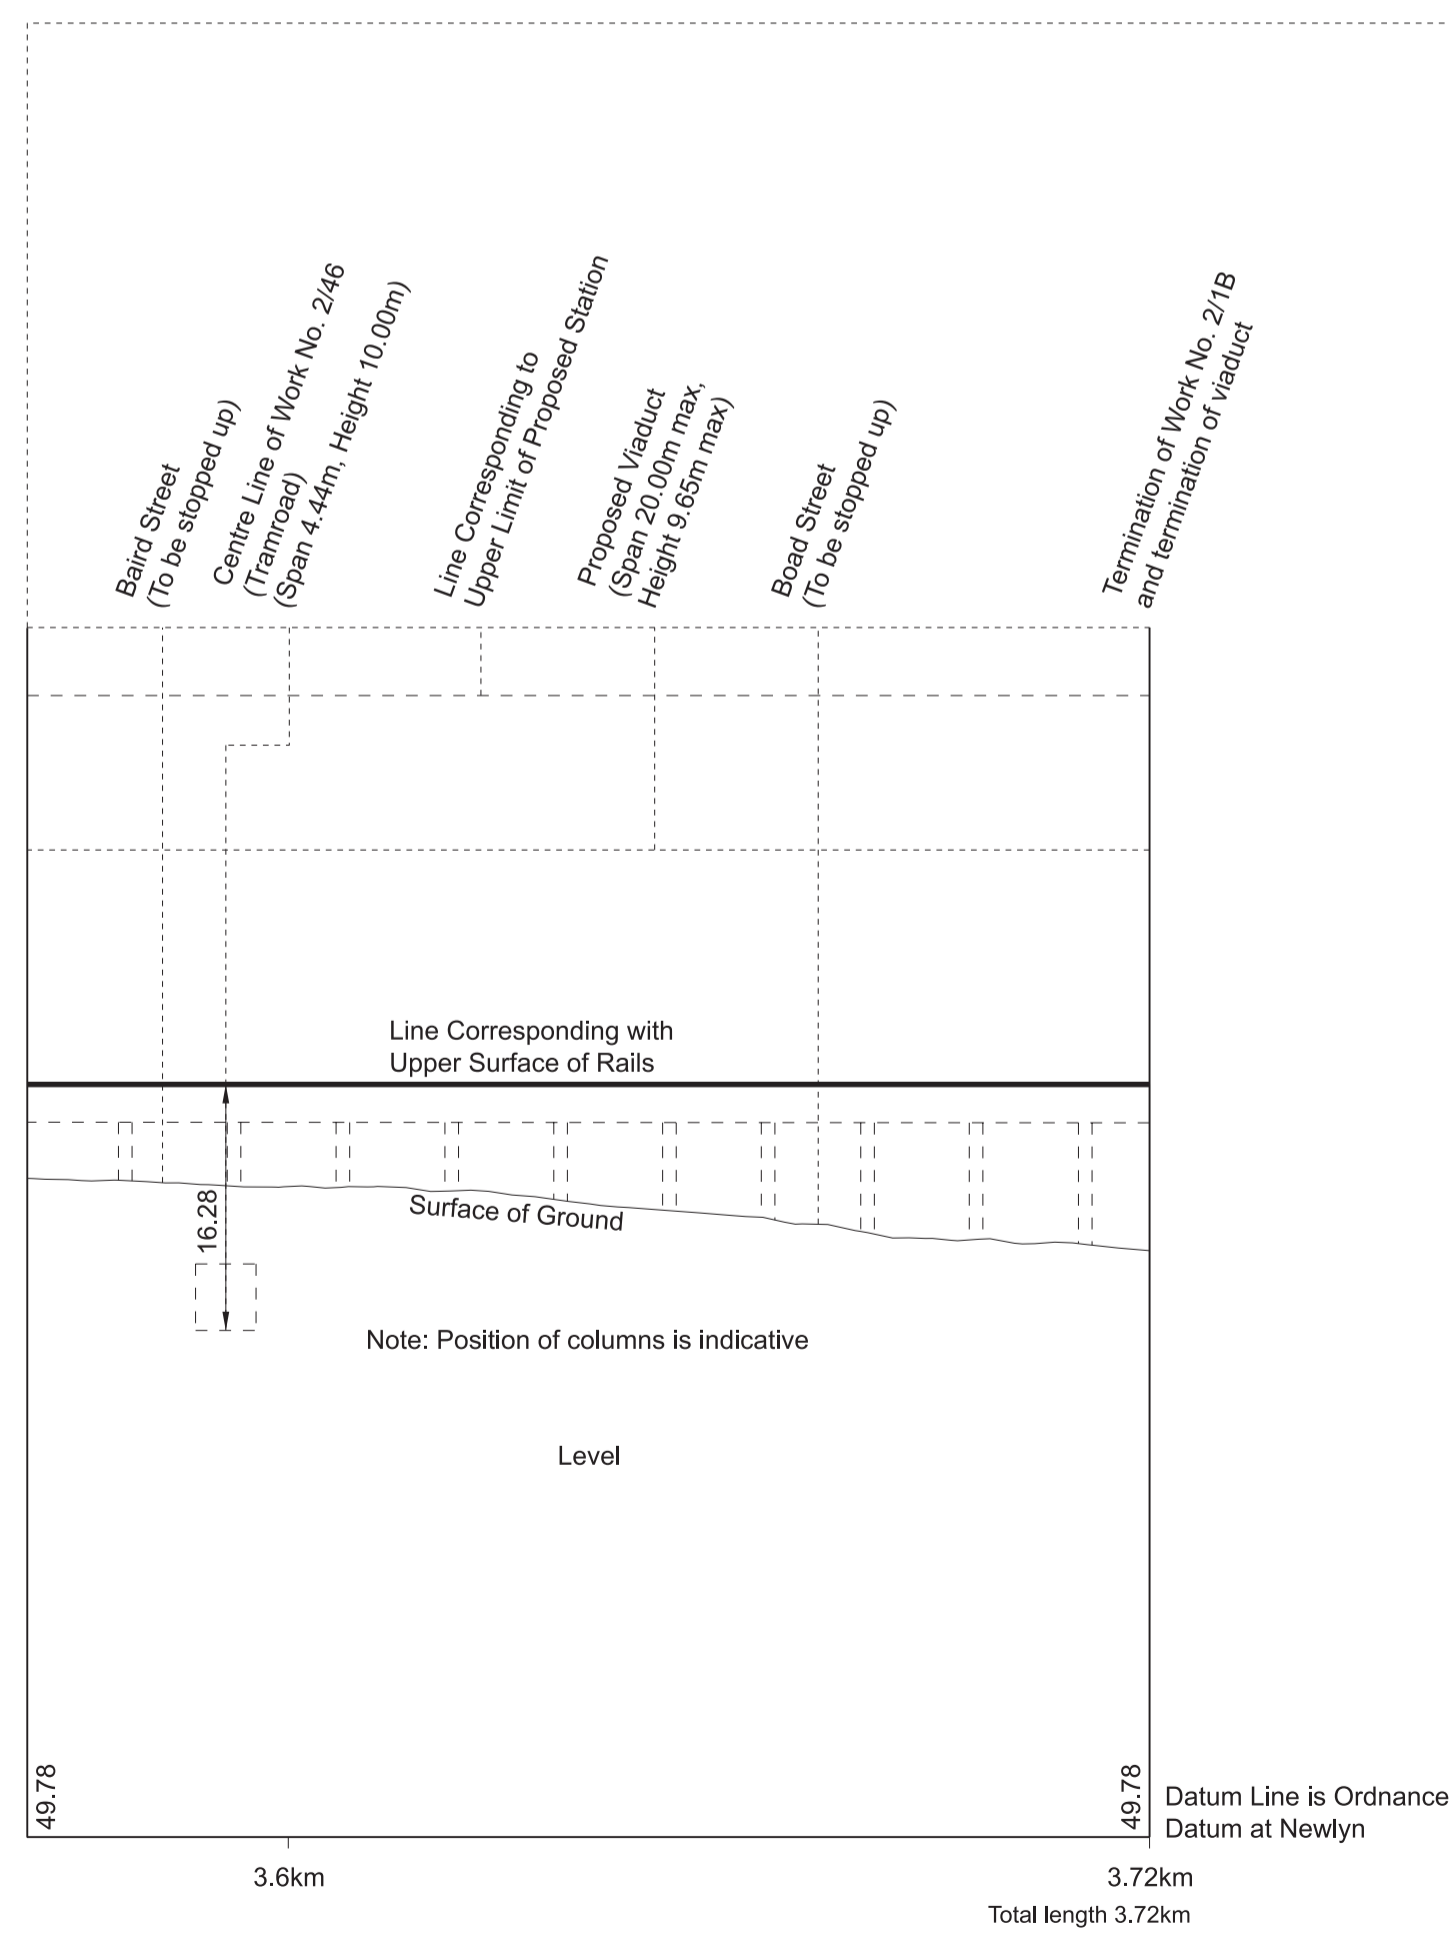 Baird Street
(To be stopped up)
Centre Line of Work No. 2/46
(Tramroad)
(Span 4.44m, Height 10.00m)
Line Corresponding to
Upper Limit of Proposed Station
Proposed Viaduct
(Span 20.00m max,
Height 9.65m max)
Boad Street
(To be stopped up)
Termination of Work No. 2/1B
and termination of viaduct
Line Corresponding with
Upper Surface of Rails
16.28
Surface of Ground
Note: Position of columns is indicative
Level
49.78
49.78
Datum Line is Ordnance
Datum at Newlyn
3.6km
3.72km
Total length 3.72km